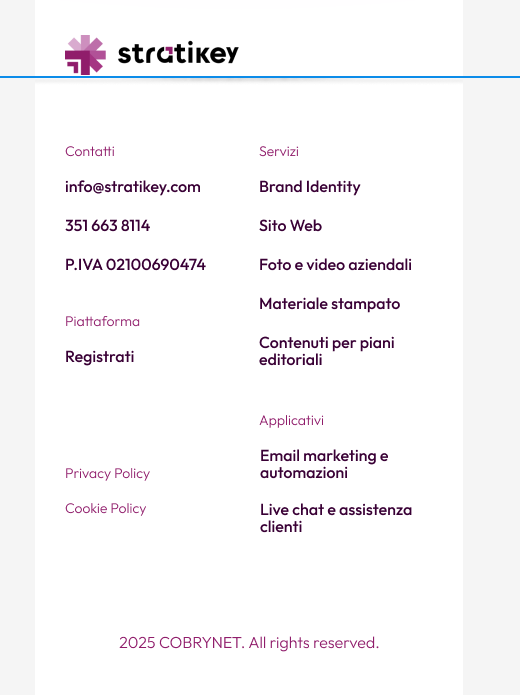 stratikey
Contatti
info@stratikey.com
351 663 8114
P.IVA 02100690474
Piattaforma
Registrati
Privacy Policy
Cookie Policy
Servizi
Brand Identity
Sito Web
Foto e video aziendali
Materiale stampato
Contenuti per piani
editoriali
Applicativi
Email marketing e
automazioni
Live chat e assistenza
clienti
2025 COBRYNET. All rights reserved.